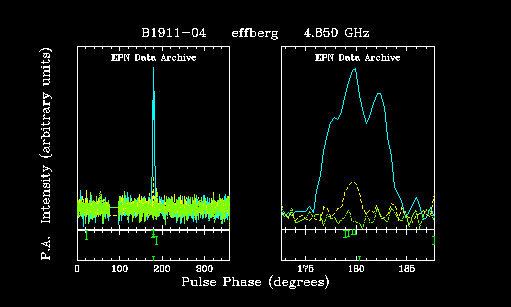 B1911-04 effberg 4.850 GHz
EPN Data Archive EPN Data Archive
P.A. Intensity (arbitrary units)
0 100 200 300 175 180 185
Pulse Phase (degrees)